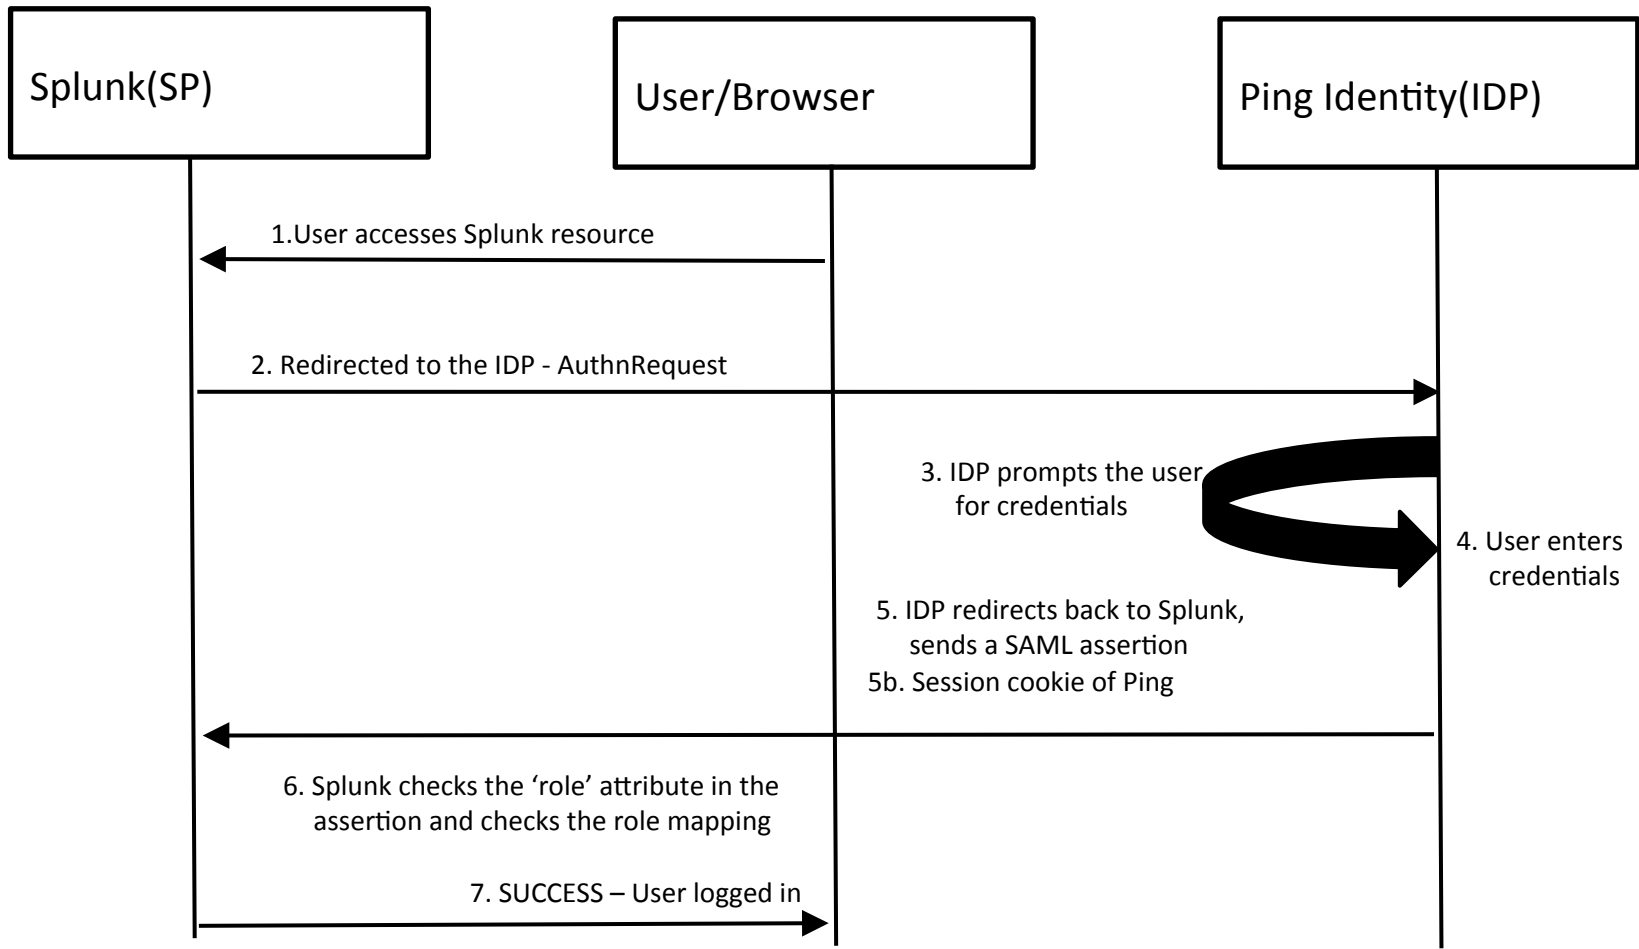 Splunk(SP)
User/Browser
Ping Identity(IDP)
1.User accesses Splunk resource
2. Redirected to the IDP - AuthnRequest
3. IDP prompts the user
for credentials
4. User enters
credentials
5. IDP redirects back to Splunk,
sends a SAML assertion
5b. Session cookie of Ping
6. Splunk checks the ‘role’ attribute in the
assertion and checks the role mapping
7. SUCCESS – User logged in